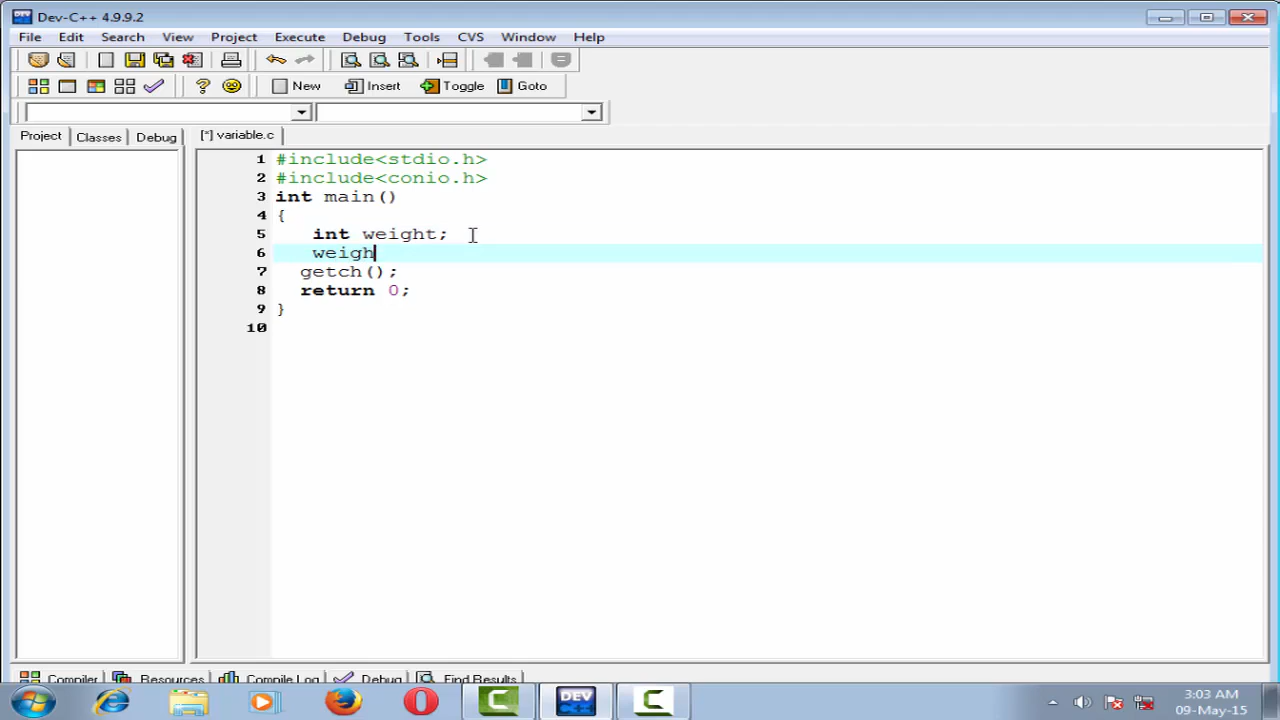 Dev-C++ 4.9.9.2
File Edit Search View Project Execute Debug Tools CVS Window Help
New Insert Toggle Goto
Project Classes Debug [*] variable.c
1 #include<stdio.h>
2 #include<conio.h>
3 int main()
4 {
5 int weight;
6 weigh
7 getch();
8 return 0;
9 }
10
Compiler Resources Compile Log Debug Find Results
DEV C++
3:03 AM
09-May-15